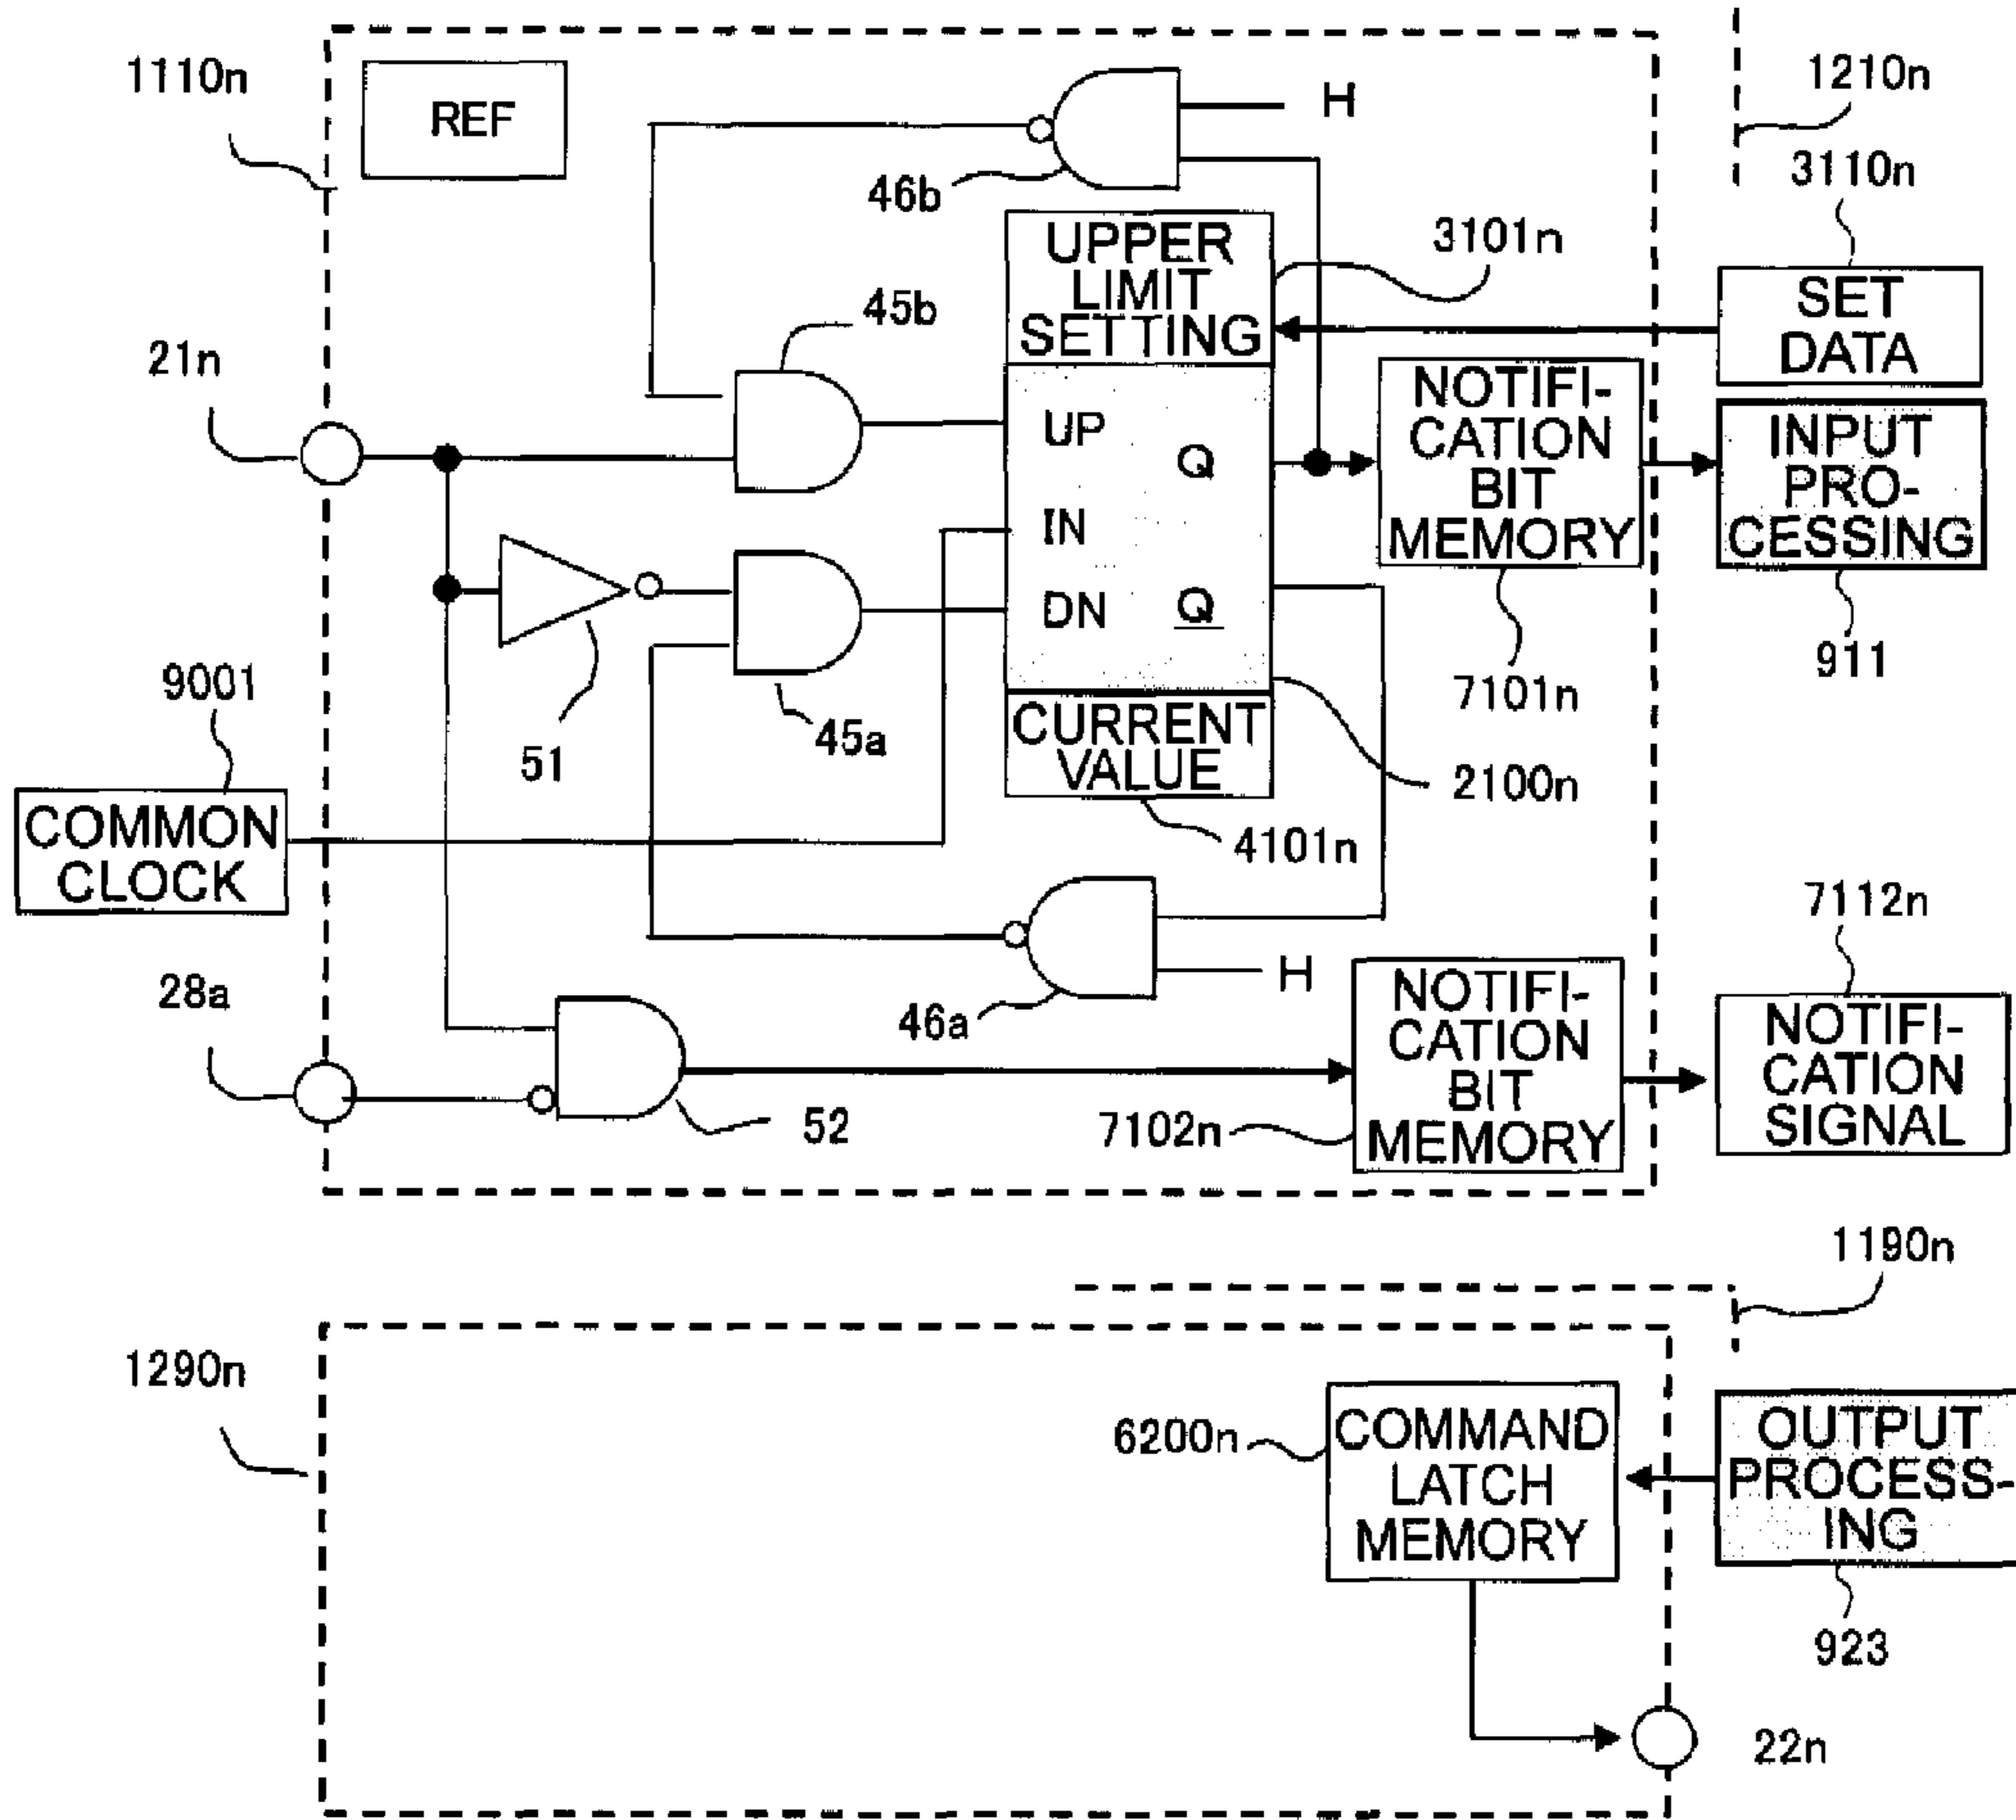 1110n
REF
H
1210n
46b
3110n
UPPER
LIMIT
SETTING
3101n
SET
DATA
45b
21n
UP
Q
IN
DN
Q
NOTIFI-
CATION
BIT
MEMORY
INPUT
PRO-
CESSING
911
7101n
9001
51
45a
CURRENT
VALUE
2100n
COMMON
CLOCK
4101n
7112n
28a
46a
H
NOTIFI-
CATION
BIT
MEMORY
NOTIFI-
CATION
SIGNAL
52
7102n
1190n
1290n
6200n
COMMAND
LATCH
MEMORY
OUTPUT
PROCESS-
ING
923
22n